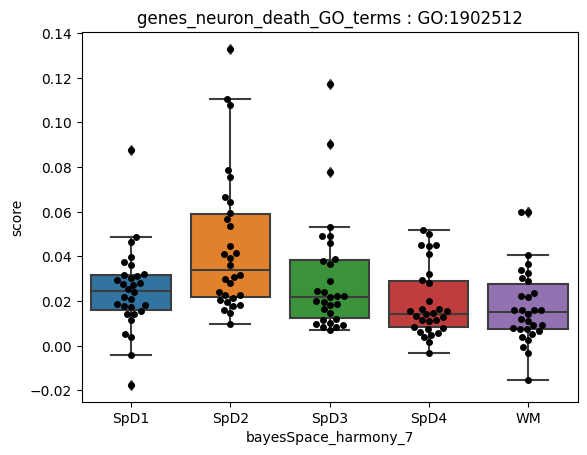 genes_neuron_death_GO_terms : GO:1902512
0.14
0.12
0.10
0.08
0.06
0.04
0.02
0.00
−0.02
score
SpD1 SpD2 SpD3 SpD4 WM
bayesSpace_harmony_7